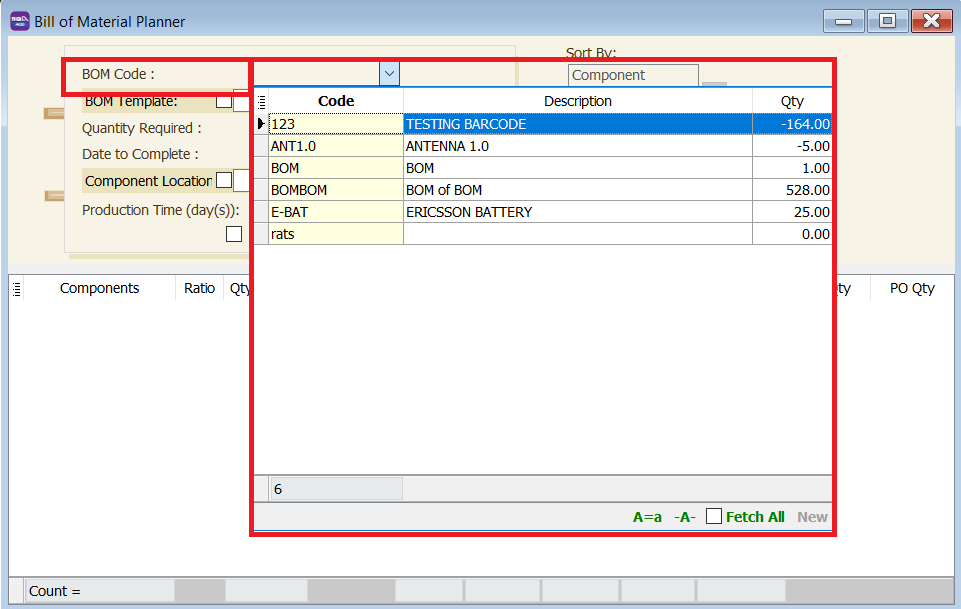 Bill of Material Planner
Sort By:
BOM Code :
Component
BOM Template:
Code Description Qty
123 TESTING BARCODE -164.00
Quantity Required :
ANT1.0 ANTENNA 1.0 -5.00
Date to Complete :
BOM BOM 1.00
Component Location
BOMBOM BOM of BOM 528.00
Production Time (day(s)):
E-BAT ERICSSON BATTERY 25.00
rats 0.00
Components Ratio Qty PO Qty
6
A=a -A- Fetch All New
Count =